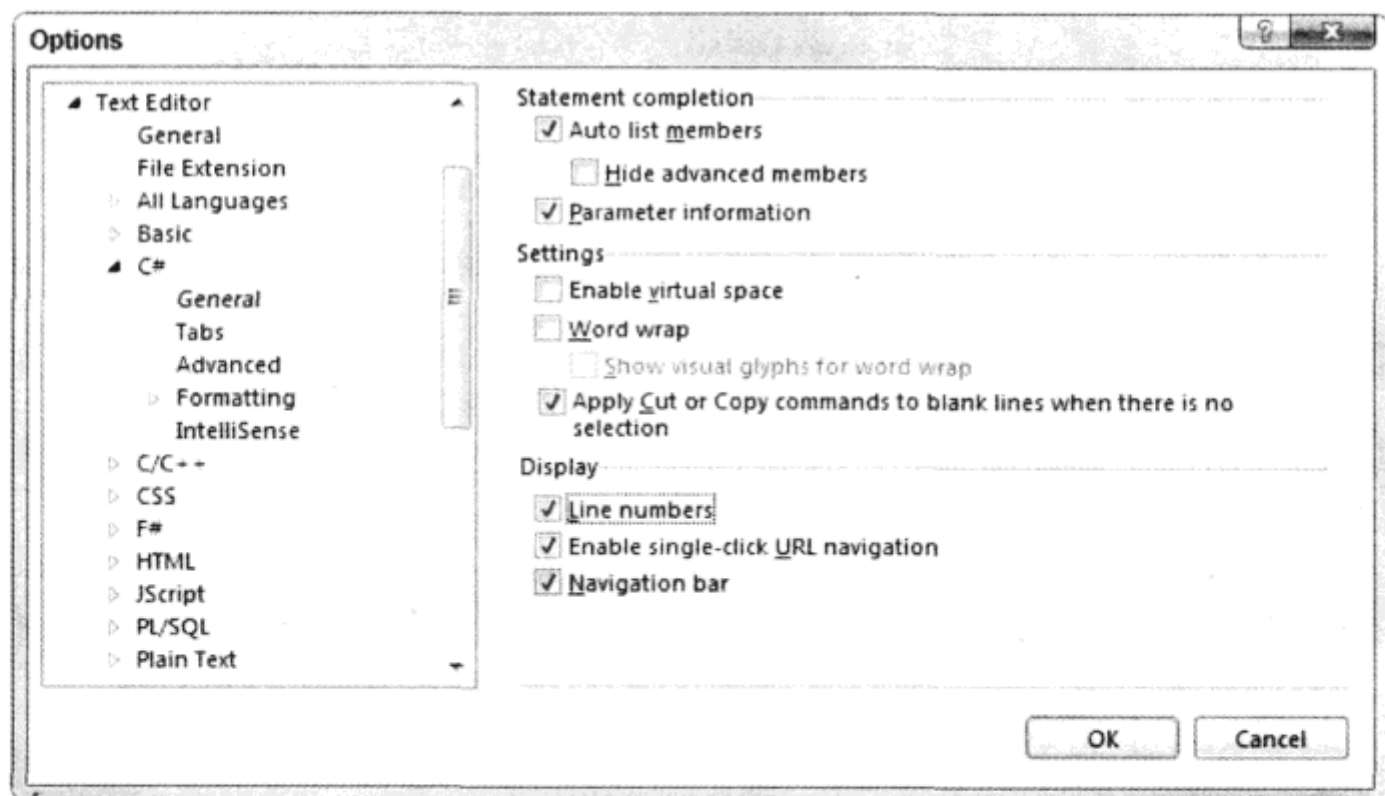 Options
Text Editor
General
File Extension
All Languages
Basic
C#
General
Tabs
Advanced
Formatting
IntelliSense
C/C++
CSS
F#
HTML
JScript
PL/SQL
Plain Text
Statement completion
Auto list members
Hide advanced members
Parameter information
Settings
Enable virtual space
Word wrap
Show visual glyphs for word wrap
Apply Cut or Copy commands to blank lines when there is no
selection
Display
Line numbers
Enable single-click URL navigation
Navigation bar
OK
Cancel